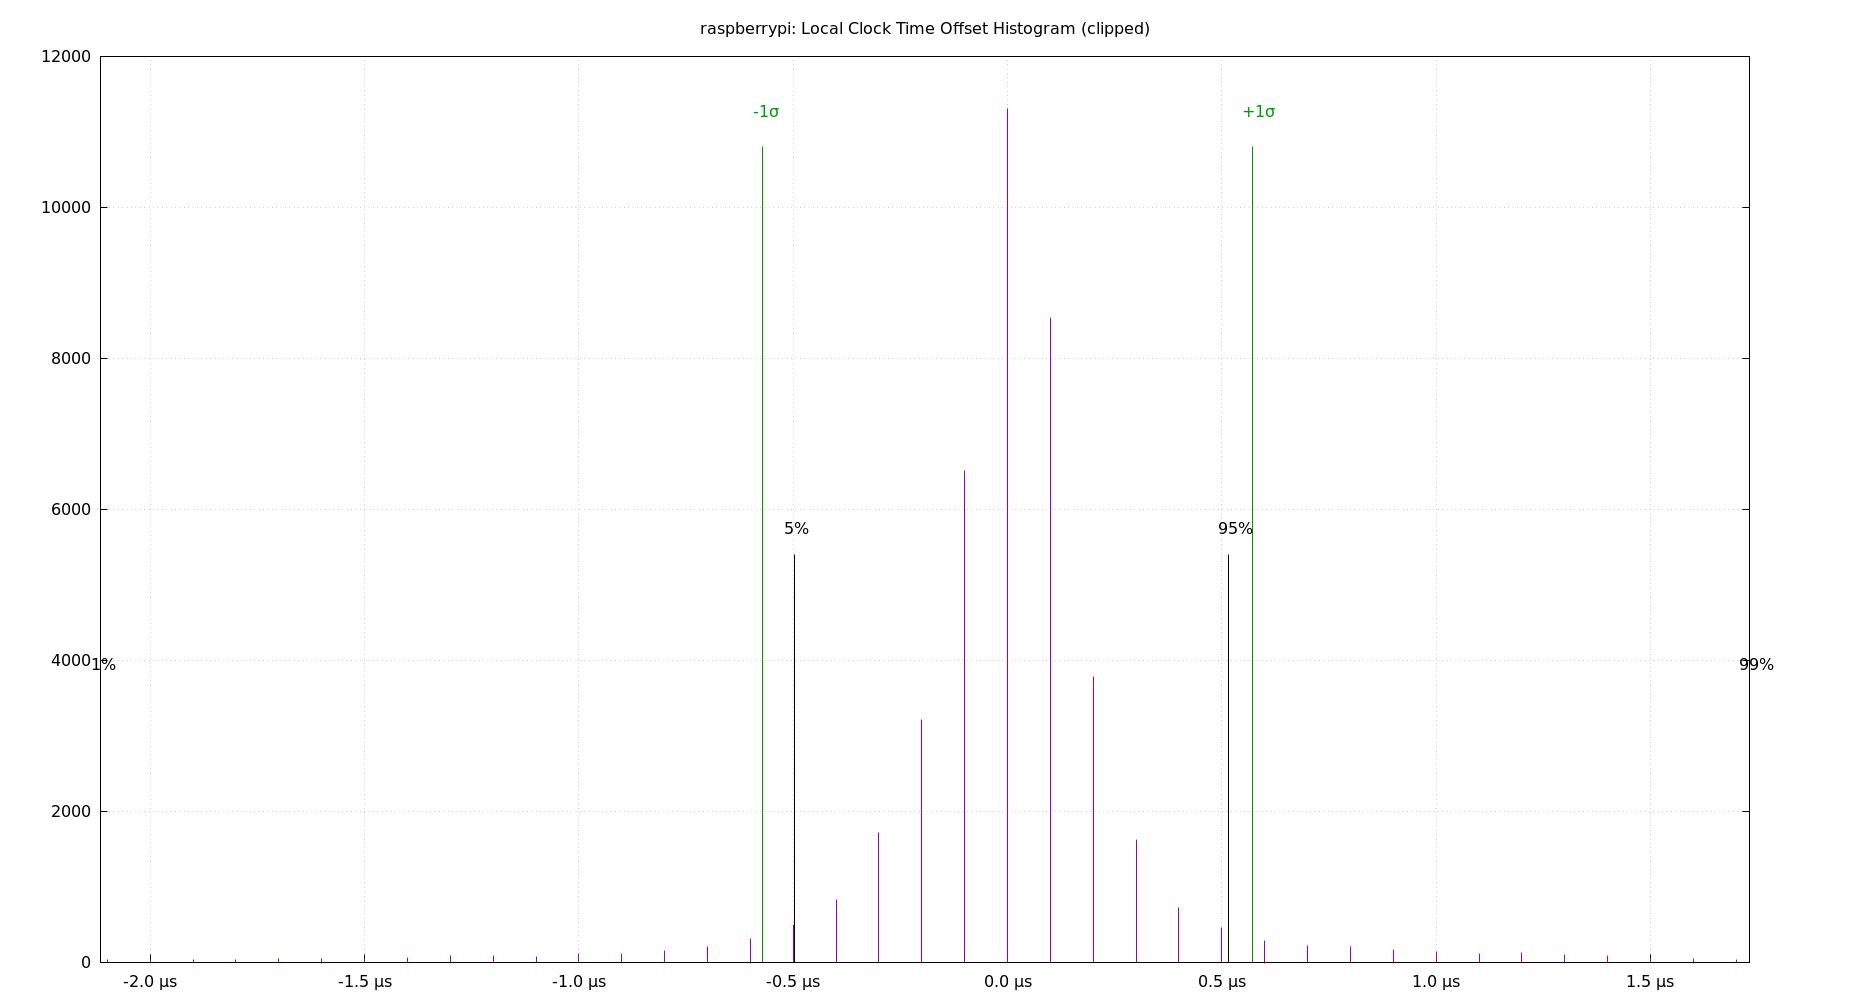 raspberrypi: Local Clock Time Offset Histogram (clipped)
12000
-1σ
+1σ
10000
8000
6000
5%
95%
4000
1%
99%
2000
0
-2.0 µs
-1.5 µs
-1.0 µs
-0.5 µs
0.0 µs
0.5 µs
1.0 µs
1.5 µs